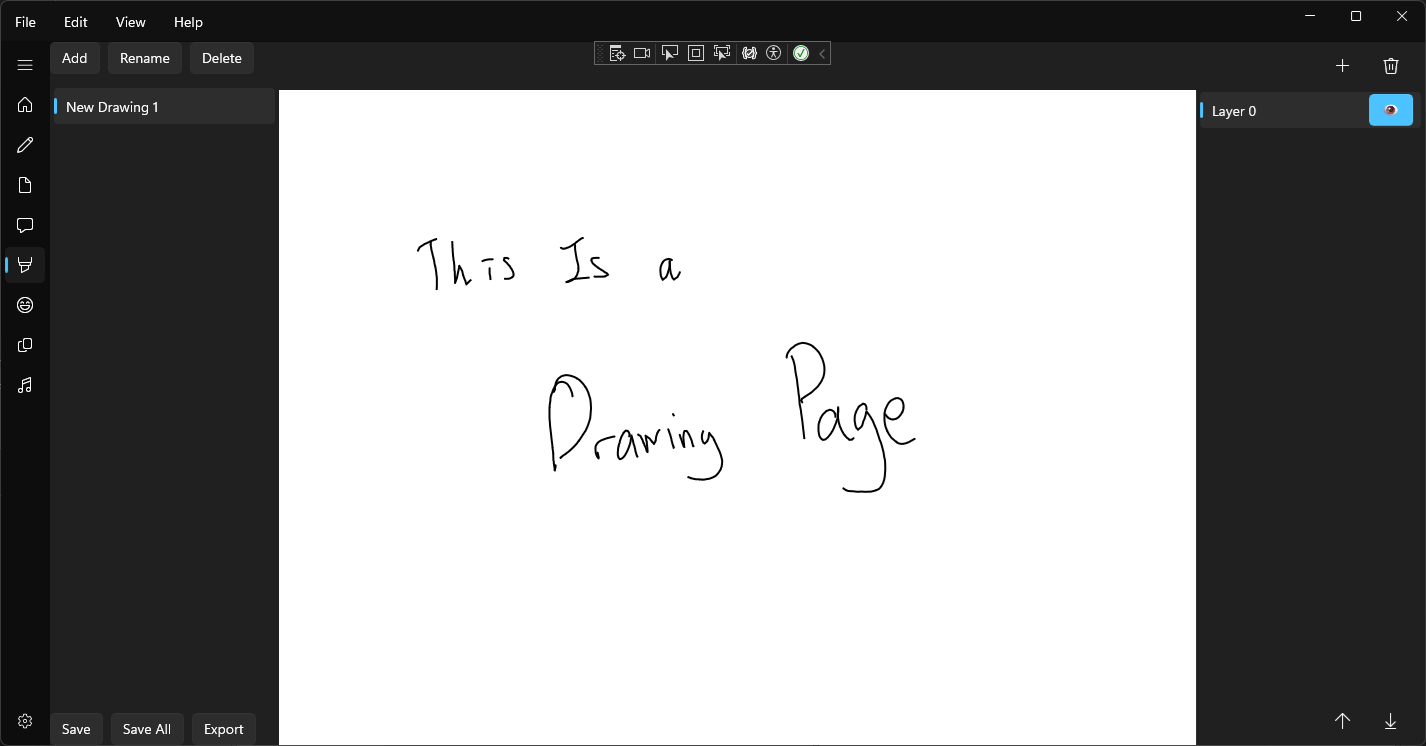 File Edit View Help
Add Rename Delete
New Drawing 1
Layer 0
This Is a
Drawing Page
Save Save All Export